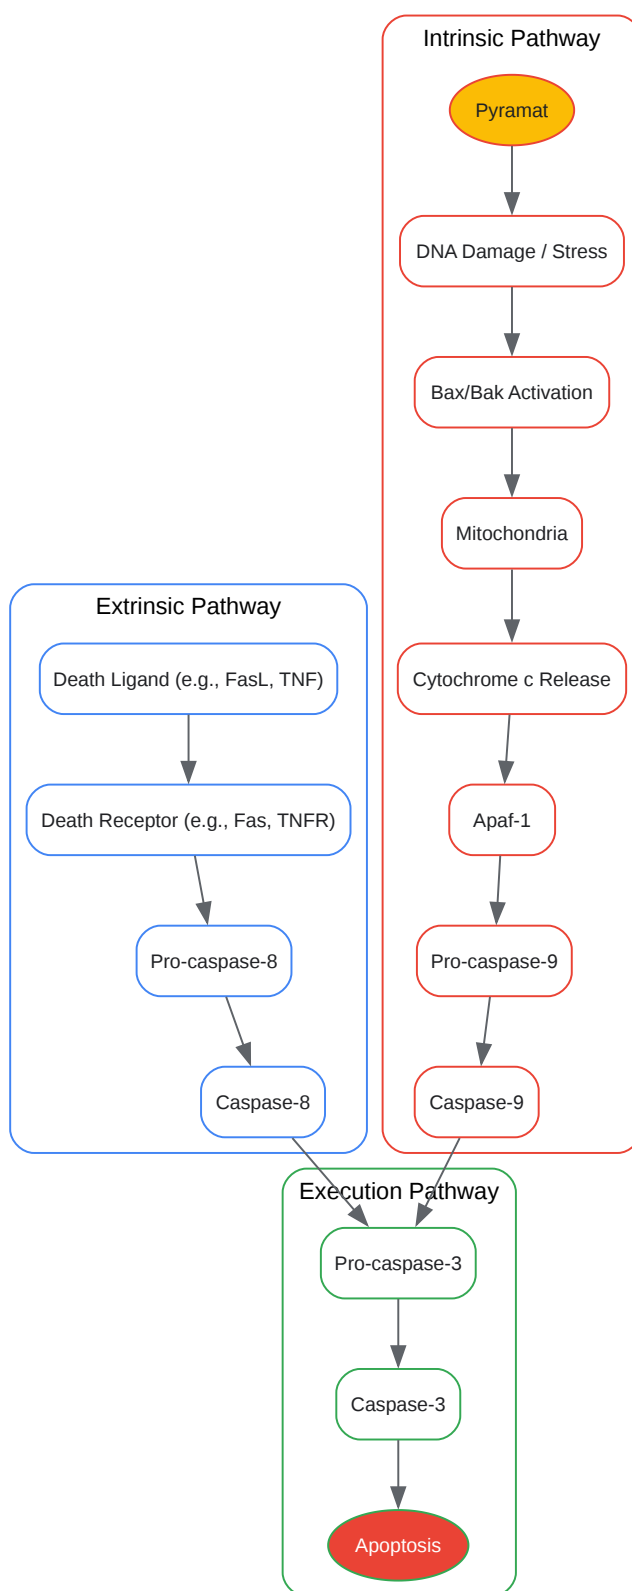 Intrinsic Pathway
Pyramat
DNA Damage / Stress
Bax/Bak Activation
Mitochondria
Extrinsic Pathway
Death Ligand (e.g., FasL, TNF)
Cytochrome c Release
Death Receptor (e.g., Fas, TNFR)
Apaf-1
Pro-caspase-8
Pro-caspase-9
Caspase-8
Caspase-9
Execution Pathway
Pro-caspase-3
Caspase-3
Apoptosis